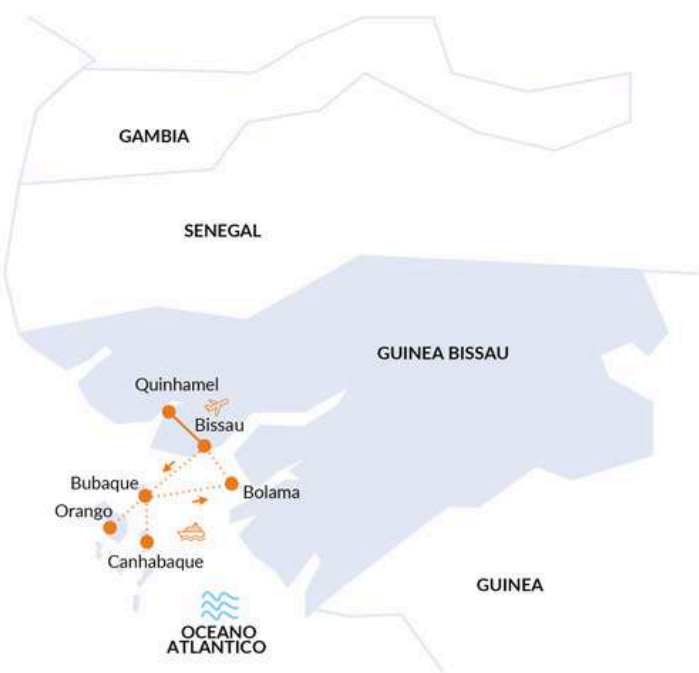 GAMBIA
SENEGAL
GUINEA BISSAU
Quinhamel
Bissau
Bubaque
Bolama
Orango
Canhabaque
GUINEA
OCEANO
ATLANTICO